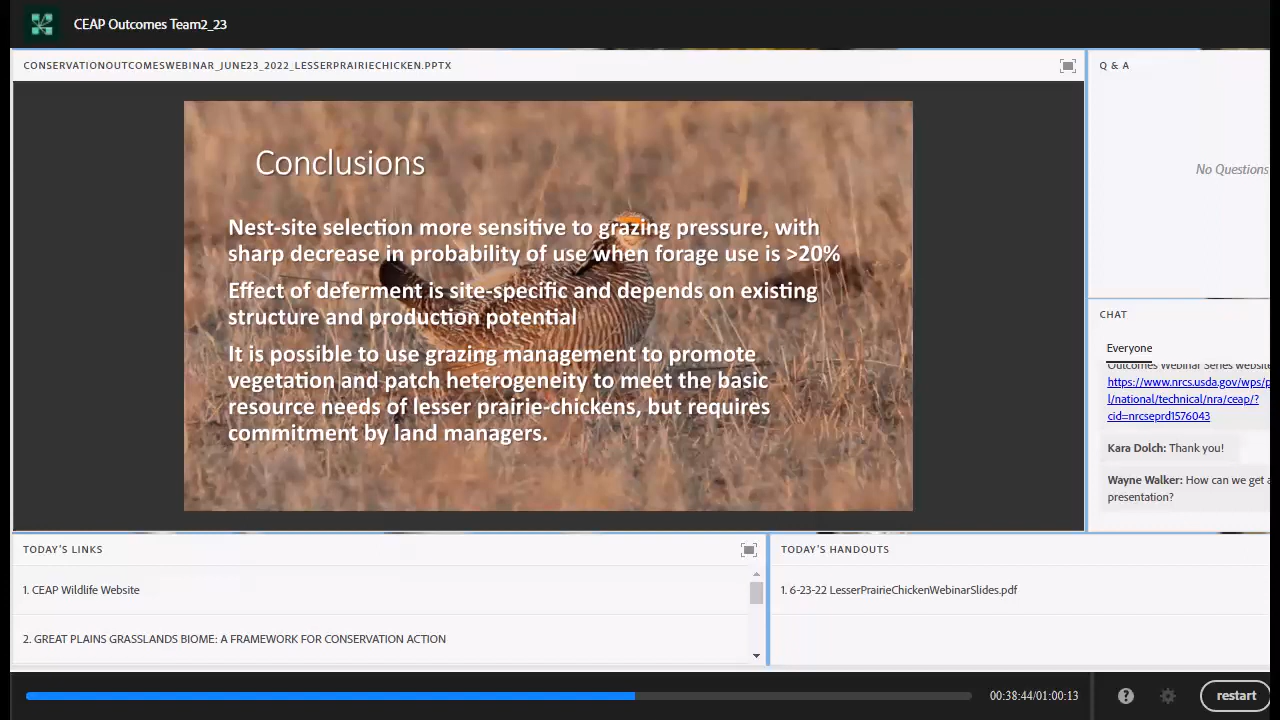 CEAP Outcomes Team2_23
CONSERVATIONOUTCOMESWEBINAR_JUNE23_2022_LESSERPRAIRIECHICKEN.PPTX
Conclusions
Nest-site selection more sensitive to grazing pressure, with
sharp decrease in probability of use when forage use is >20%
Effect of deferment is site-specific and depends on existing
structure and production potential
It is possible to use grazing management to promote
vegetation and patch heterogeneity to meet the basic
resource needs of lesser prairie-chickens, but requires
commitment by land managers.
Q & A
No Questions
CHAT
Everyone
Outcomes Webinar Series website
https://www.nrcs.usda.gov/wps/p
l/national/technical/nra/ceap/?
cid=nrcseprd1576043
Kara Dolch: Thank you!
Wayne Walker: How can we get a
presentation?
TODAY'S LINKS
1. CEAP Wildlife Website
2. GREAT PLAINS GRASSLANDS BIOME: A FRAMEWORK FOR CONSERVATION ACTION
TODAY'S HANDOUTS
1. 6-23-22 LesserPrairieChickenWebinarSlides.pdf
00:38:44/01:00:13
?
restart